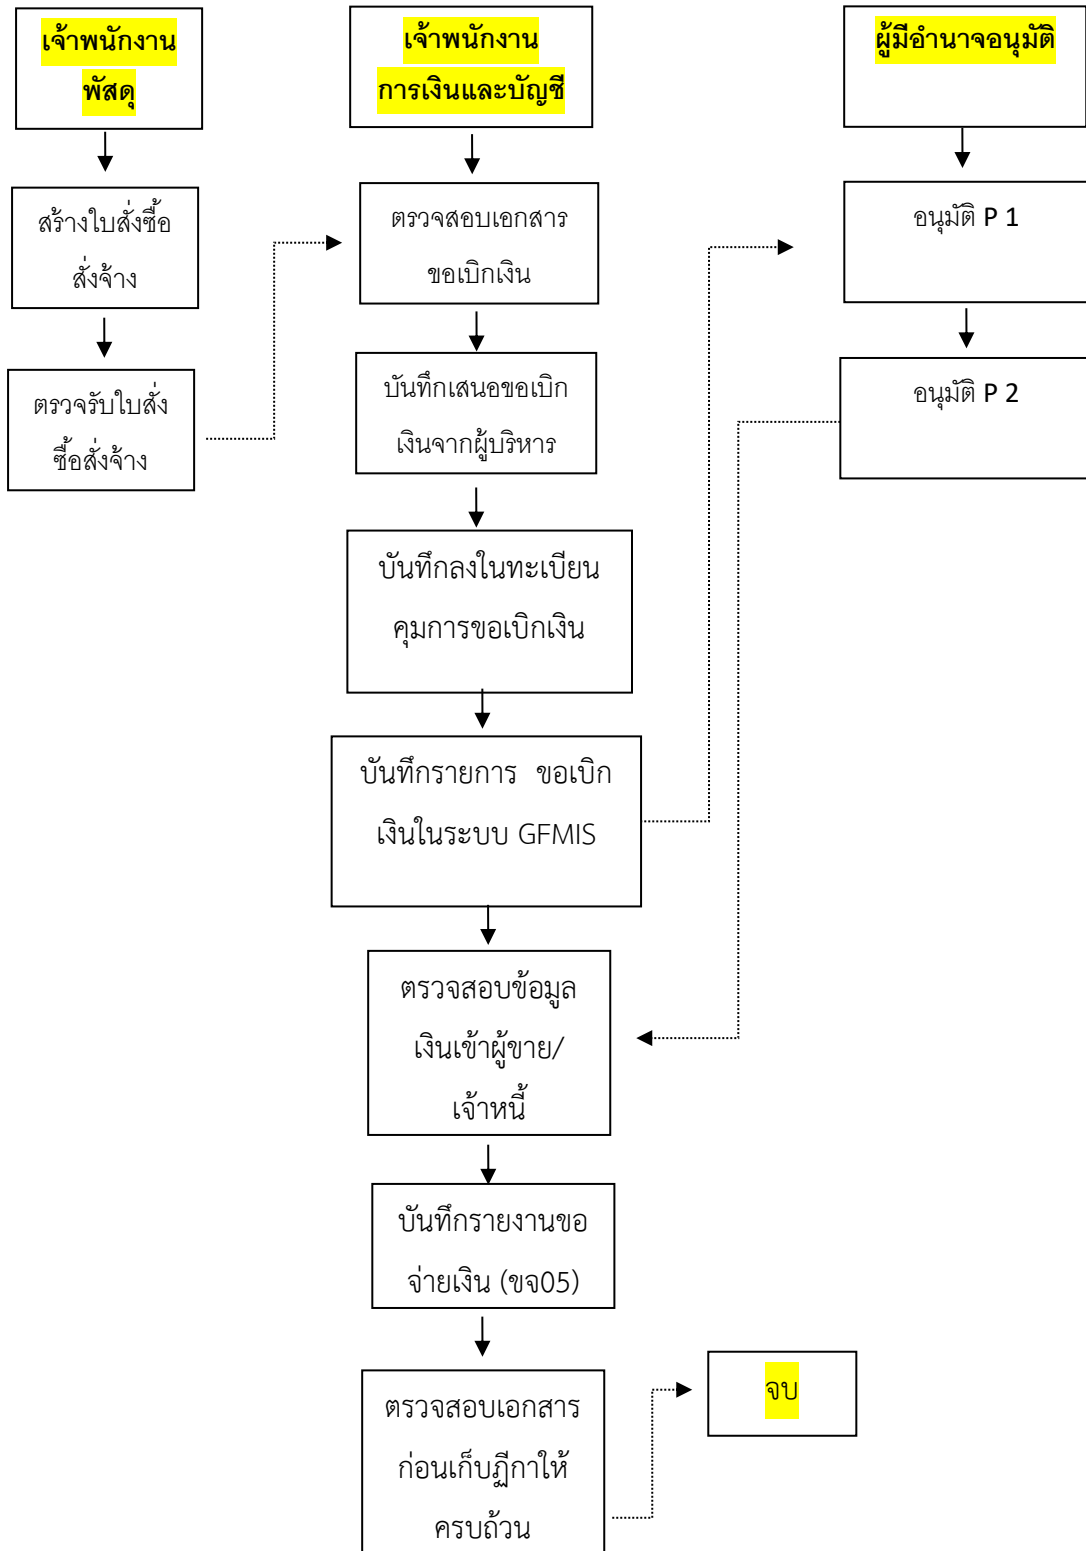 เจ้าพนักงาน
พัสดุ
สร้างใบสั่งซื้อ
สั่งจ้าง
ตรวจรับใบสั่ง
ซื้อสั่งจ้าง
เจ้าพนักงาน
การเงินและบัญชี
ตรวจสอบเอกสาร
ขอเบิกเงิน
บันทึกเสนอขอเบิก
เงินจากผู้บริหาร
บันทึกลงในทะเบียน
คุมการขอเบิกเงิน
บันทึกรายการ ขอเบิก
เงินในระบบ GFMIS
ตรวจสอบข้อมูล
เงินเข้าผู้ขาย/
เจ้าหนี้
บันทึกรายงานขอ
จ่ายเงิน (ขจ05)
ตรวจสอบเอกสาร
ก่อนเก็บฏีกาให้
ครบถ้วน
ผู้มีอำนาจอนุมัติ
อนุมัติ P 1
อนุมัติ P 2
จบ